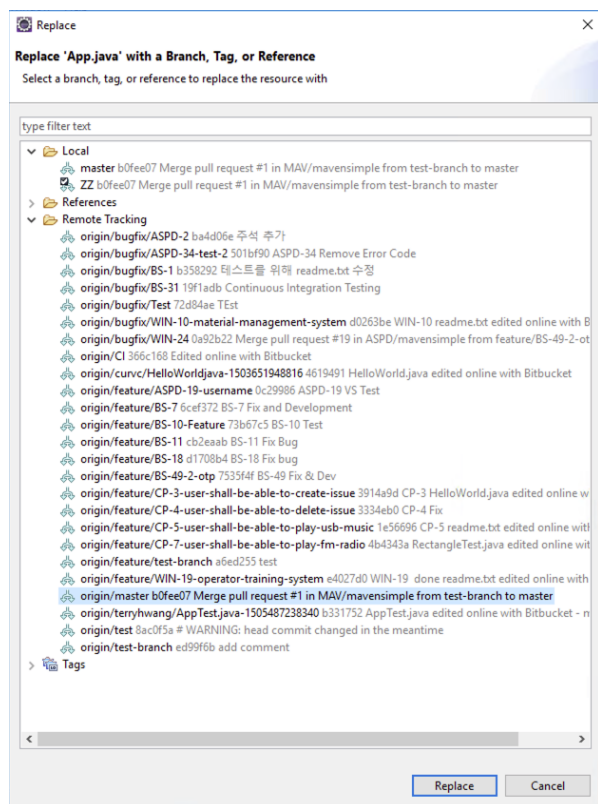 Replace
Replace 'App.java' with a Branch, Tag, or Reference
Select a branch, tag, or reference to replace the resource with
type filter text
Local
master b0fee07 Merge pull request #1 in MAV/mavensimple from test-branch to master
ZZ b0fee07 Merge pull request #1 in MAV/mavensimple from test-branch to master
References
Remote Tracking
origin/bugfix/ASPD-2 ba4d06e 주석 추가
origin/bugfix/ASPD-34-test-2 501bf90 ASPD-34 Remove Error Code
origin/bugfix/BS-1 b358292 테스트를 위해 readme.txt 수정
origin/bugfix/BS-31 19f1adb Continuous Integration Testing
origin/bugfix/Test 72d84ae TEst
origin/bugfix/WIN-10-material-management-system d0263be WIN-10 readme.txt edited online with B
origin/bugfix/WIN-24 0a92b22 Merge pull request #19 in ASPD/mavensimple from feature/BS-49-2-ot
origin/CI 366c168 Edited online with Bitbucket
origin/curvc/HelloWorldjava-1503651948816 4619491 HelloWorld.java edited online with Bitbucket
origin/feature/ASPD-19-username 0c29986 ASPD-19 VS Test
origin/feature/BS-7 6cef372 BS-7 Fix and Development
origin/feature/BS-10-Feature 73b67c5 BS-10 Test
origin/feature/BS-11 cb2eaab BS-11 Fix Bug
origin/feature/BS-18 d1708b4 BS-18 Fix bug
origin/feature/BS-49-2-otp 7535f4f BS-49 Fix & Dev
origin/feature/CP-3-user-shall-be-able-to-create-issue 3914a9d CP-3 HelloWorld.java edited online w
origin/feature/CP-4-user-shall-be-able-to-delete-issue 3334eb0 CP-4 Fix
origin/feature/CP-5-user-shall-be-able-to-play-usb-music 1e56696 CP-5 readme.txt edited online with
origin/feature/CP-7-user-shall-be-able-to-play-fm-radio 4b4343a RectangleTest.java edited online wit
origin/feature/test-branch a6ed255 test
origin/feature/WIN-19-operator-training-system e4027d0 WIN-19 done readme.txt edited online with
origin/master b0fee07 Merge pull request #1 in MAV/mavensimple from test-branch to master
origin/terryhwang/AppTest.java-1505487238340 b331752 AppTest.java edited online with Bitbucket - n
origin/test 8ac0f5a # WARNING: head commit changed in the meantime
origin/test-branch ed99f6b add comment
Tags
Replace
Cancel